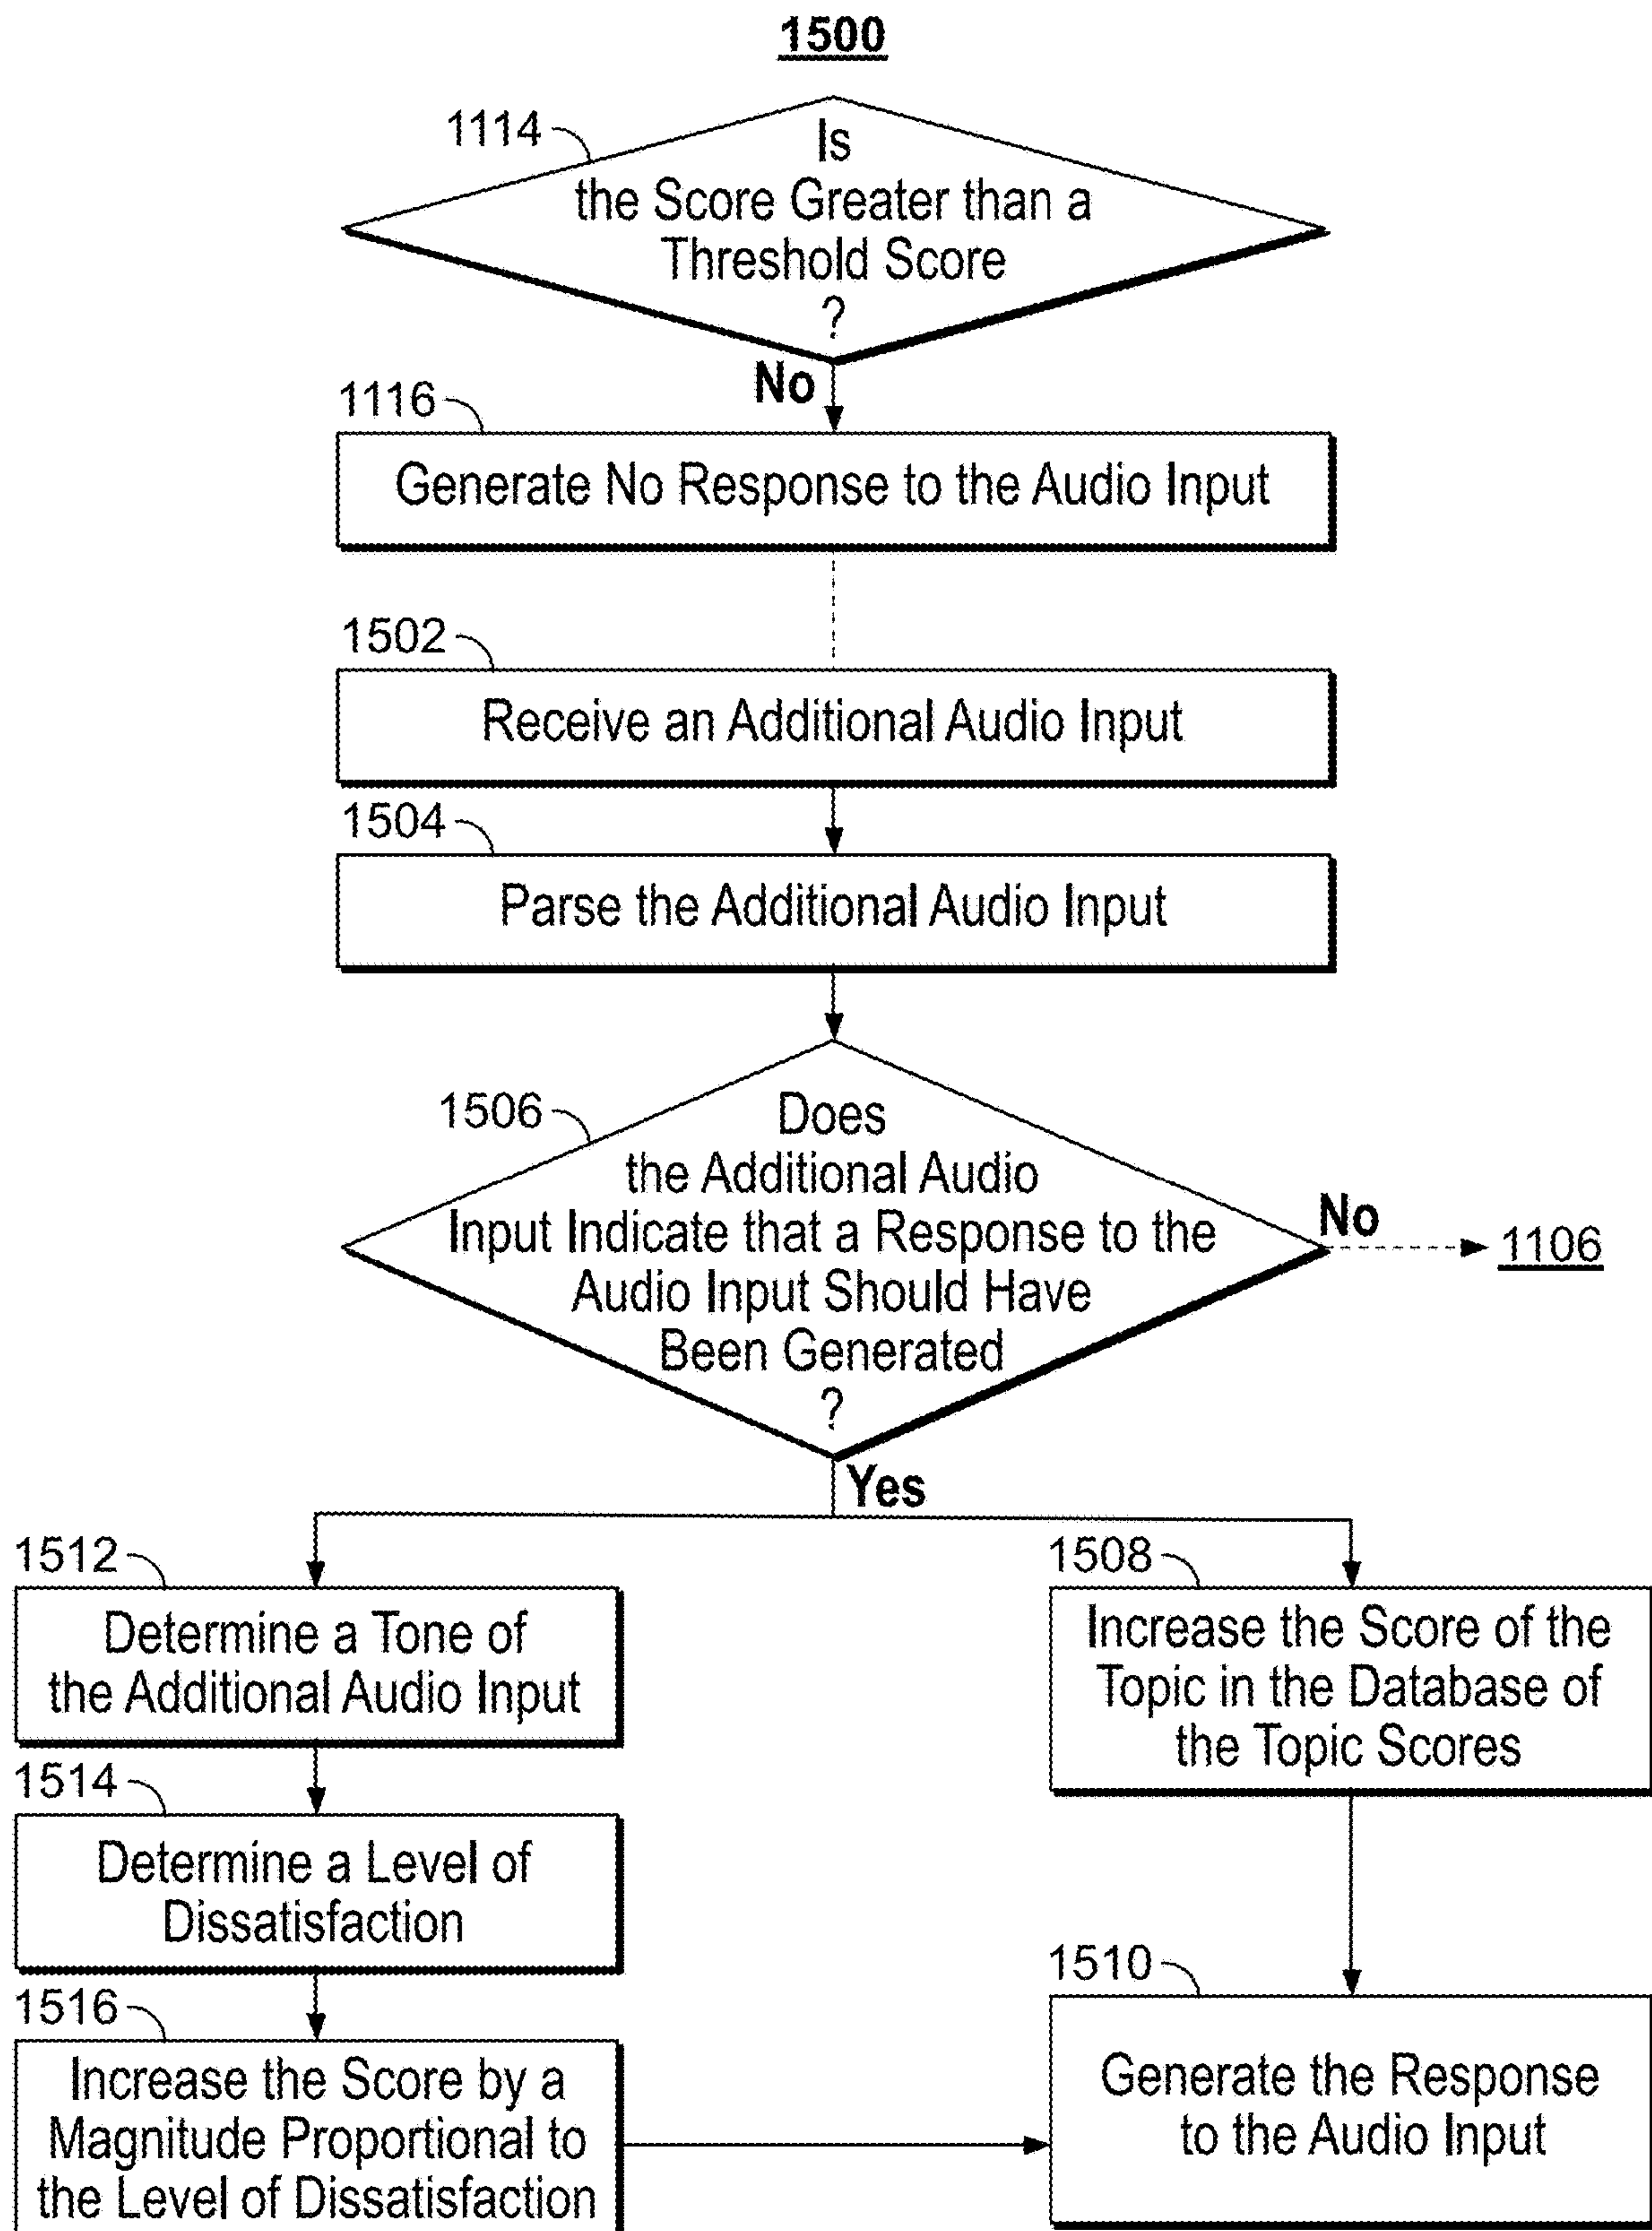 1500
1114
Is
the Score Greater than a
Threshold Score
?
No
1116
Generate No Response to the Audio Input
1502
Receive an Additional Audio Input
1504
Parse the Additional Audio Input
1506
Does
the Additional Audio
Input Indicate that a Response to the
Audio Input Should Have
Been Generated
?
No
1106
Yes
1512
Determine a Tone of
the Additional Audio Input
1514
Determine a Level of
Dissatisfaction
1516
Increase the Score by a
Magnitude Proportional to
the Level of Dissatisfaction
1508
Increase the Score of the
Topic in the Database of
the Topic Scores
1510
Generate the Response
to the Audio Input